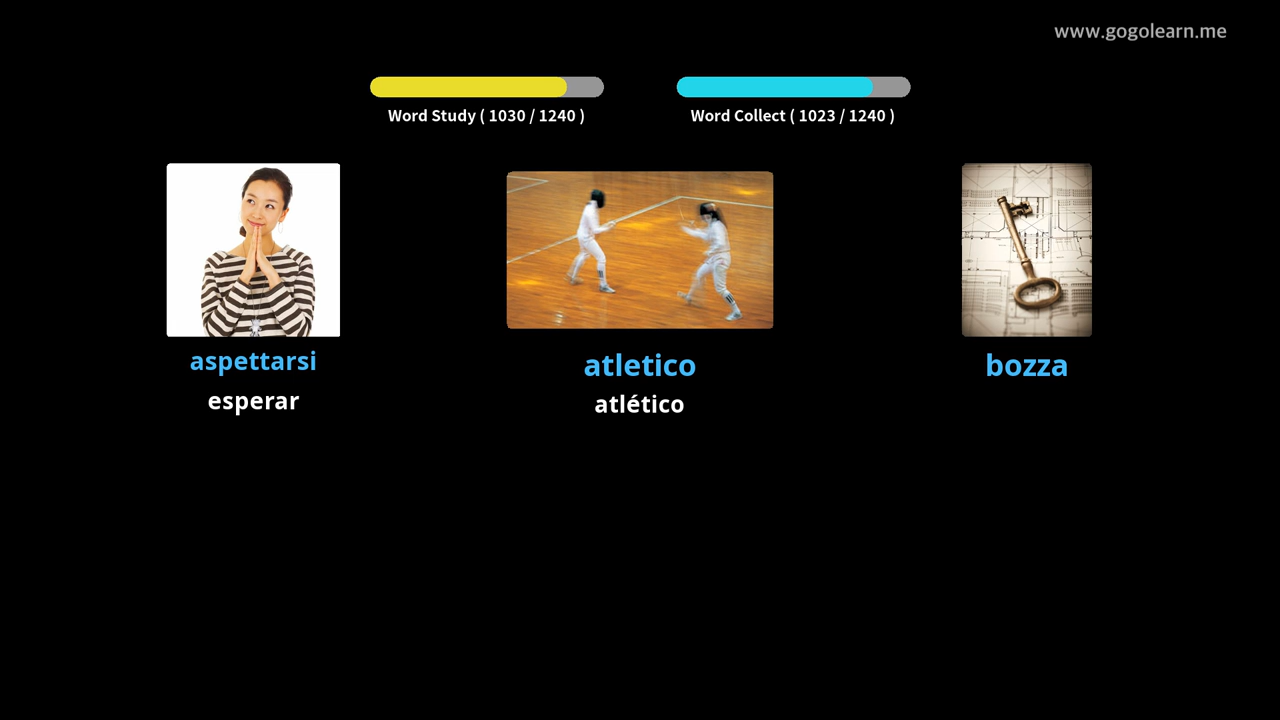 www.gogolearn.me
Word Study ( 1030 / 1240 )
Word Collect ( 1023 / 1240 )
aspettarsi
esperar
atletico
atlético
bozza